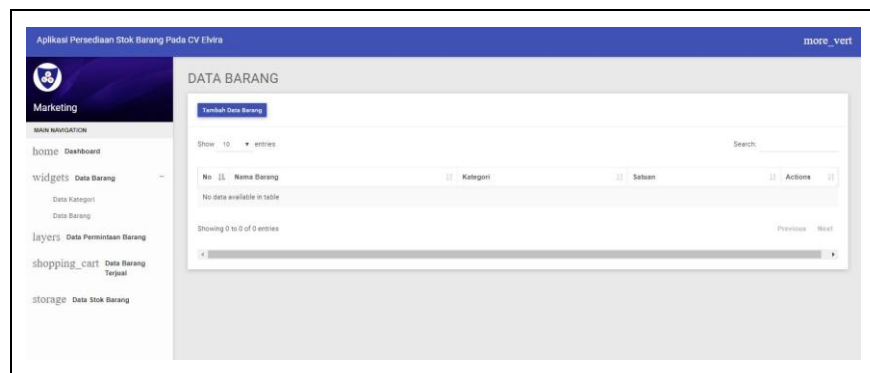 Aplikasi Persediaan Stok Barang Pada CV Elvira more_vert
Marketing
MAIN NAVIGATION
home Dashboard
widgets Data Barang
Data Kategori
Data Barang
layers Data Permintaan Barang
shopping_cart Data Barang
Terjual
storage Data Stok Barang
DATA BARANG
Tambah Data Barang
Show 10 entries Search:
No Nama Barang Kategori Satuan Actions
No data available in table
Showing 0 to 0 of 0 entries Previous Next